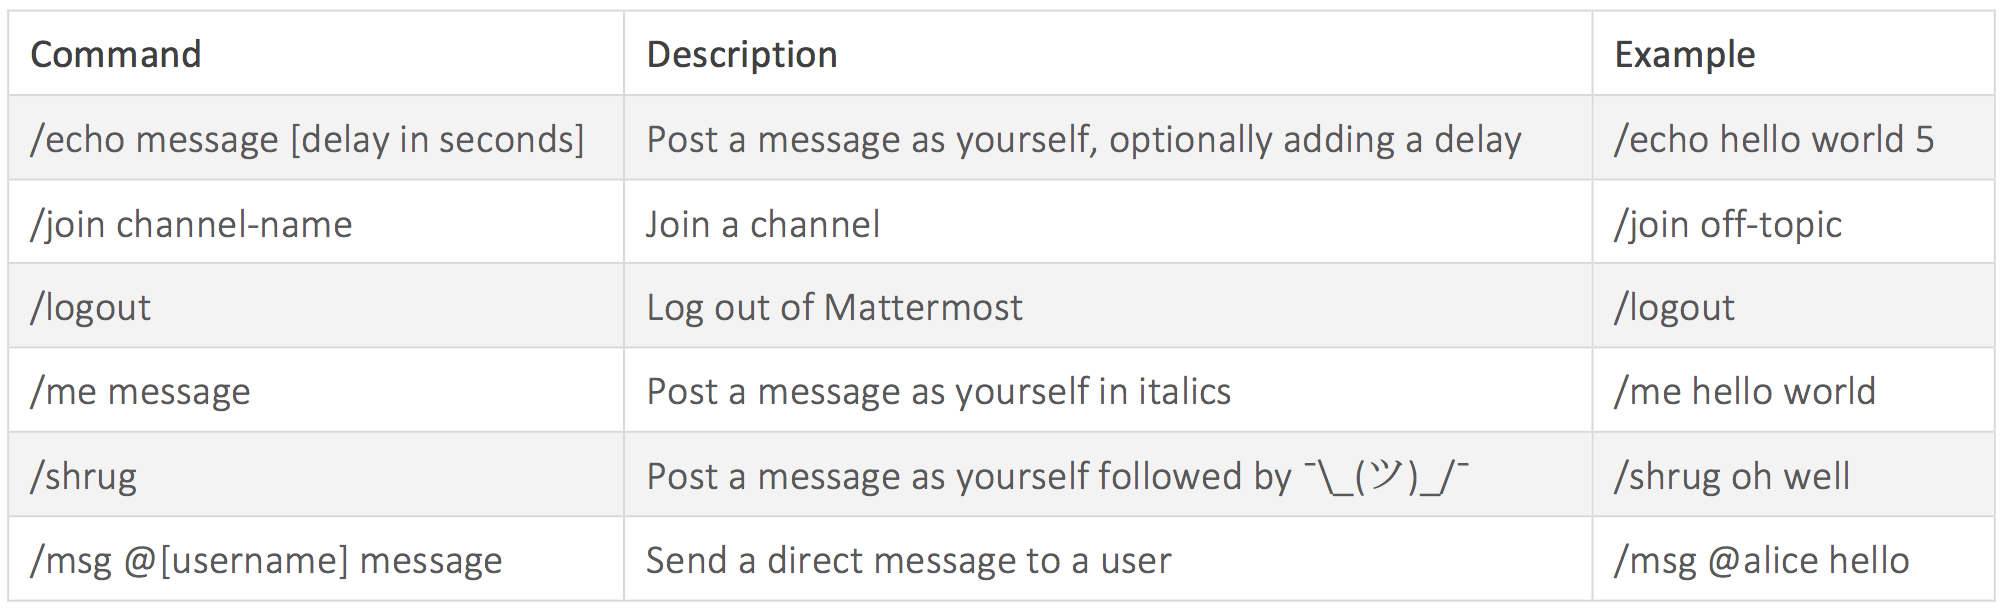 Command Description Example
/echo message [delay in seconds] Post a message as yourself, optionally adding a delay /echo hello world 5
/join channel-name Join a channel /join off-topic
/logout Log out of Mattermost /logout
/me message Post a message as yourself in italics /me hello world
/shrug Post a message as yourself followed by ¯\_(ツ)_/¯ /shrug oh well
/msg @[username] message Send a direct message to a user /msg @alice hello